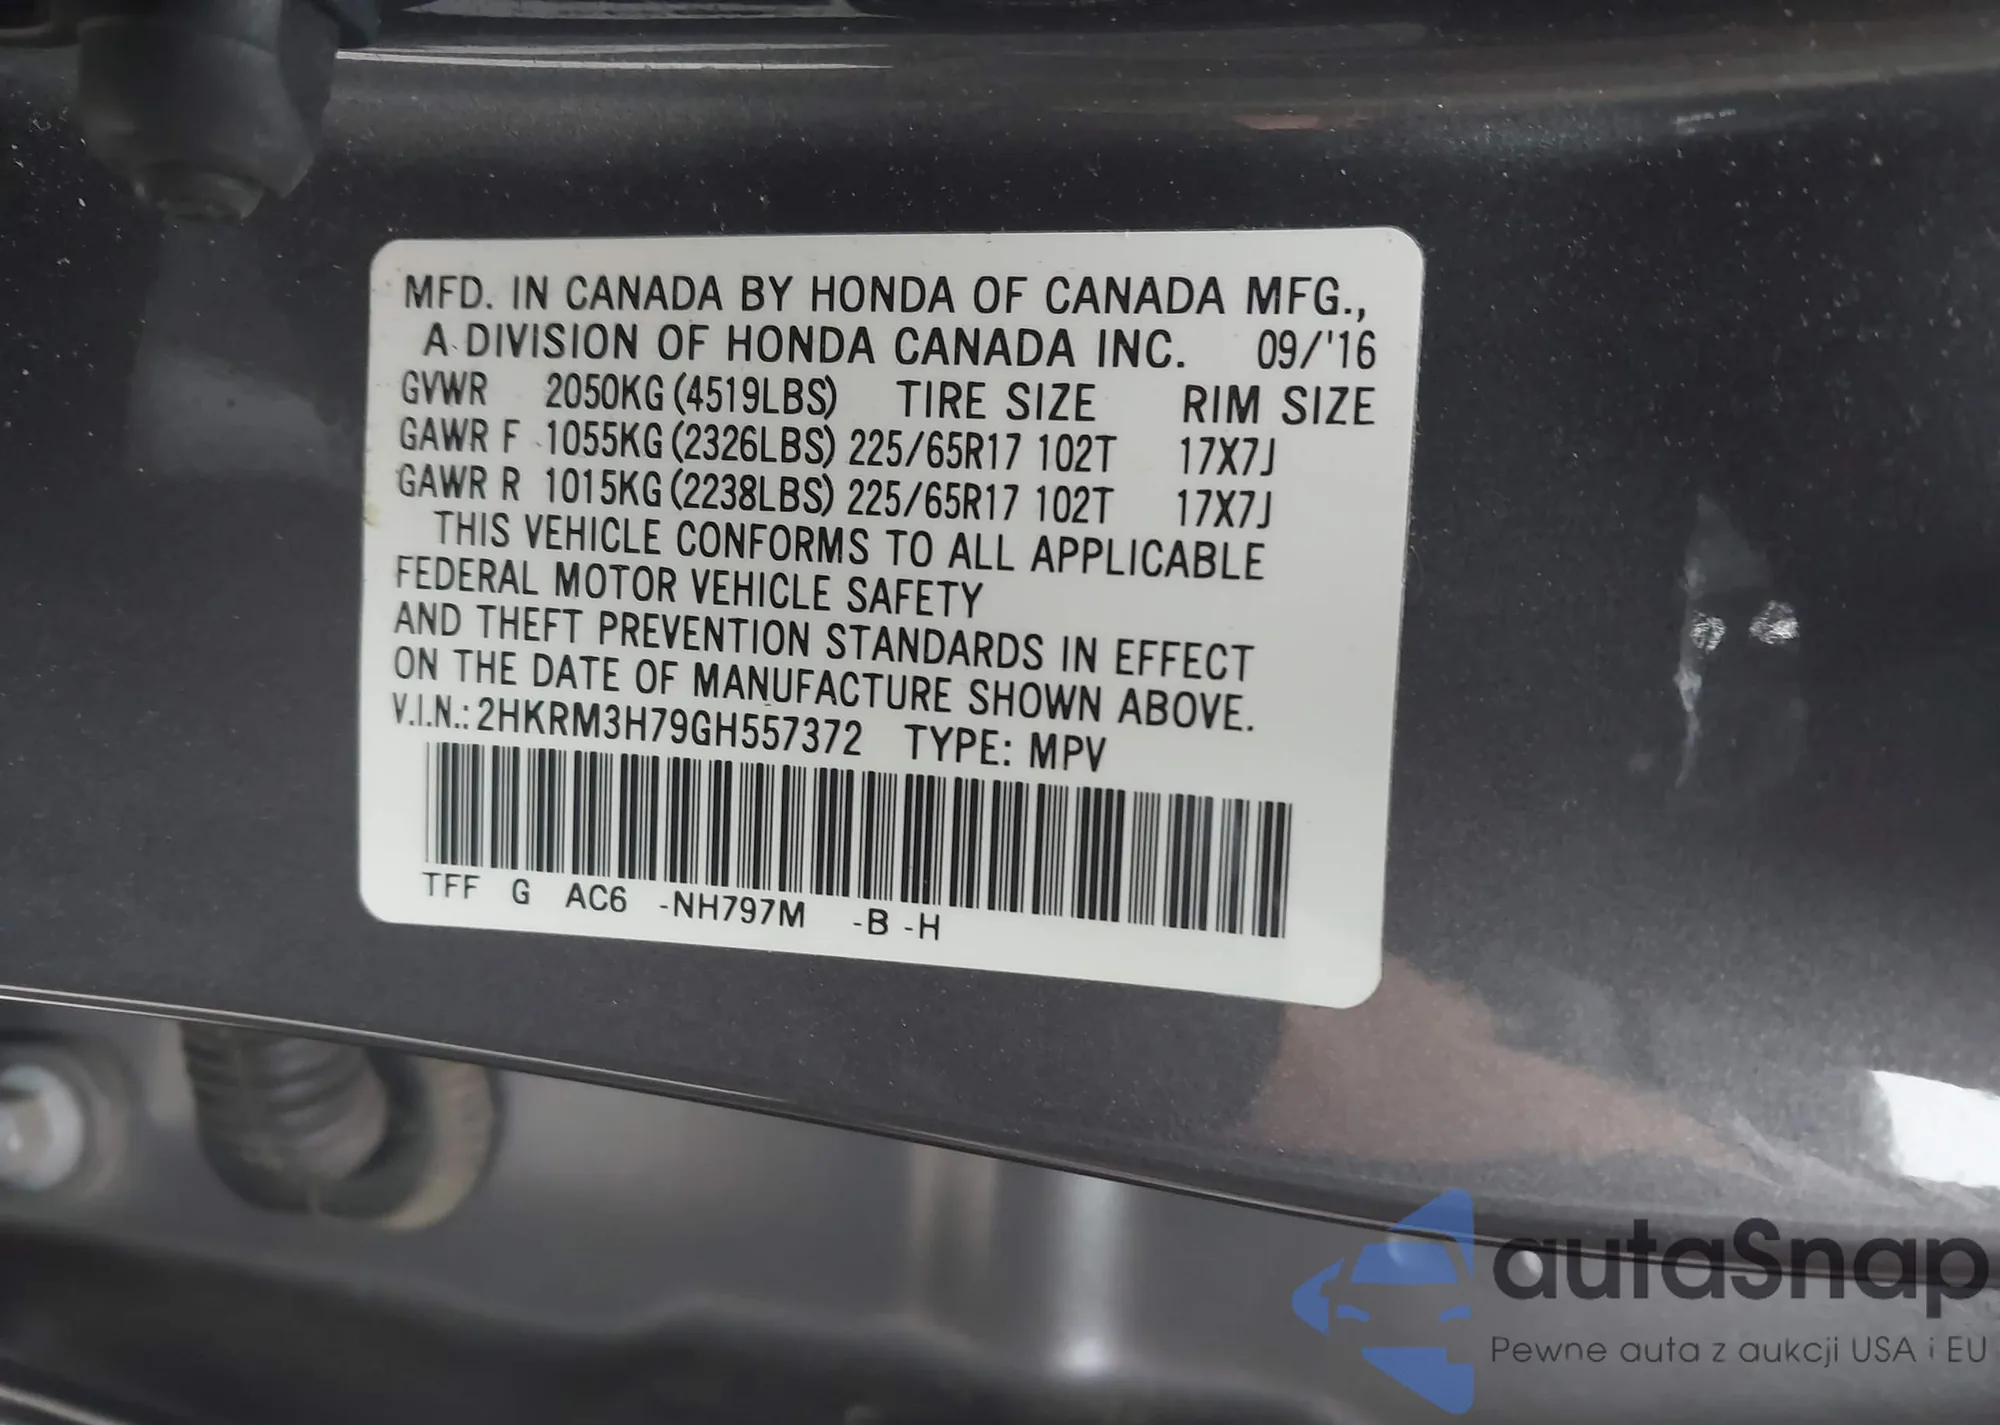 MFD. IN CANADA BY HONDA OF CANADA MFG.,
A DIVISION OF HONDA CANADA INC. 09/'16
GVWR 2050KG (4519LBS) TIRE SIZE RIM SIZE
GAWR F 1055KG (2326LBS) 225/65R17 102T 17X7J
GAWR R 1015KG (2238LBS) 225/65R17 102T 17X7J
THIS VEHICLE CONFORMS TO ALL APPLICABLE
FEDERAL MOTOR VEHICLE SAFETY
AND THEFT PREVENTION STANDARDS IN EFFECT
ON THE DATE OF MANUFACTURE SHOWN ABOVE.
V.I.N.: 2HKRM3H79GH557372 TYPE: MPV
TFF G AC6 -NH797M -B -H
autaSnap
Pewne auta z aukcji USA i EU